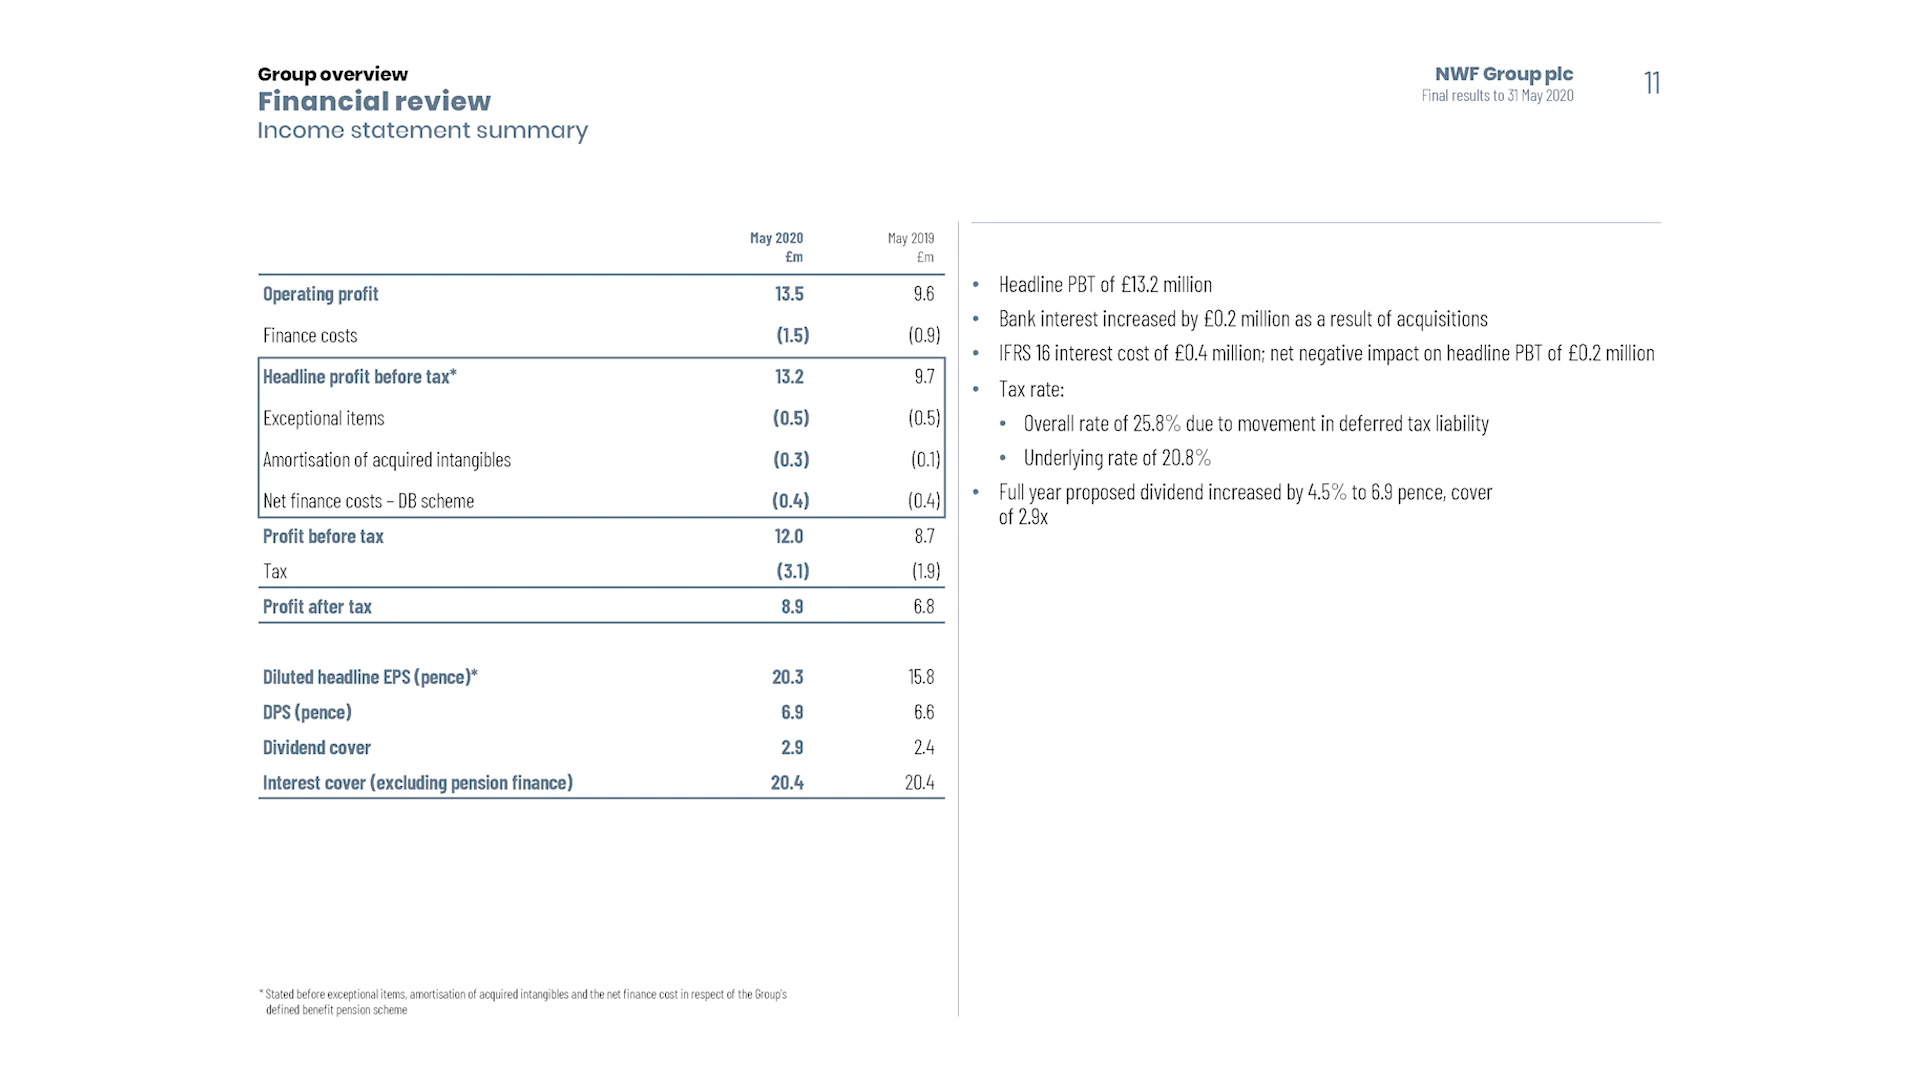 Group overview
Financial review
Income statement summary
NWF Group plc
Final results to 31 May 2020
11
May 2020 May 2019
£m £m
Operating profit 13.5 9.6
Finance costs (1.5) (0.9)
Headline profit before tax* 13.2 9.7
Exceptional items (0.5) (0.5)
Amortisation of acquired intangibles (0.3) (0.1)
Net finance costs – DB scheme (0.4) (0.4)
Profit before tax 12.0 8.7
Tax (3.1) (1.9)
Profit after tax 8.9 6.8
Diluted headline EPS (pence)* 20.3 15.8
DPS (pence) 6.9 6.6
Dividend cover 2.9 2.4
Interest cover (excluding pension finance) 20.4 20.4
* Stated before exceptional items, amortisation of acquired intangibles and the net finance cost in respect of the Group's
defined benefit pension scheme
• Headline PBT of £13.2 million
• Bank interest increased by £0.2 million as a result of acquisitions
• IFRS 16 interest cost of £0.4 million; net negative impact on headline PBT of £0.2 million
• Tax rate:
• Overall rate of 25.8% due to movement in deferred tax liability
• Underlying rate of 20.8%
• Full year proposed dividend increased by 4.5% to 6.9 pence, cover
of 2.9x